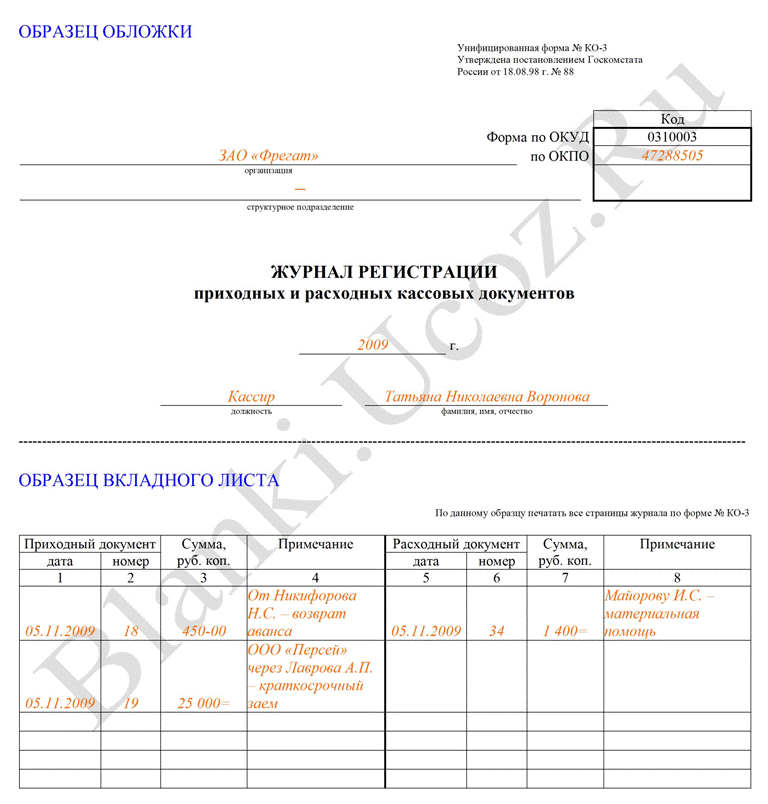 ОБРАЗЕЦ ОБЛОЖКИ
Унифицированная форма № КО-3
Утверждена постановлением Госкомстата
России от 18.08.98 г. № 88
Код
Форма по ОКУД 0310003
ЗАО «Фрегат» по ОКПО 47288505
организация
–
структурное подразделение
ЖУРНАЛ РЕГИСТРАЦИИ
приходных и расходных кассовых документов
2009 г.
Кассир Татьяна Николаевна Воронова
должность фамилия, имя, отчество
ОБРАЗЕЦ ВКЛАДНОГО ЛИСТА
По данному образцу печатать все страницы журнала по форме № КО-3
Приходный документ Сумма, Примечание Расходный документ Сумма, Примечание
дата номер руб. коп. дата номер руб. коп.
1 2 3 4 5 6 7 8
От Никифорова Майорову И.С. –
Н.С. – возврат материальная
05.11.2009 18 450-00 аванса 05.11.2009 34 1 400= помощь
ООО «Персей»
через Лаврова А.П.
– краткосрочный
05.11.2009 19 25 000= заем
Blanki.Ucoz.Ru